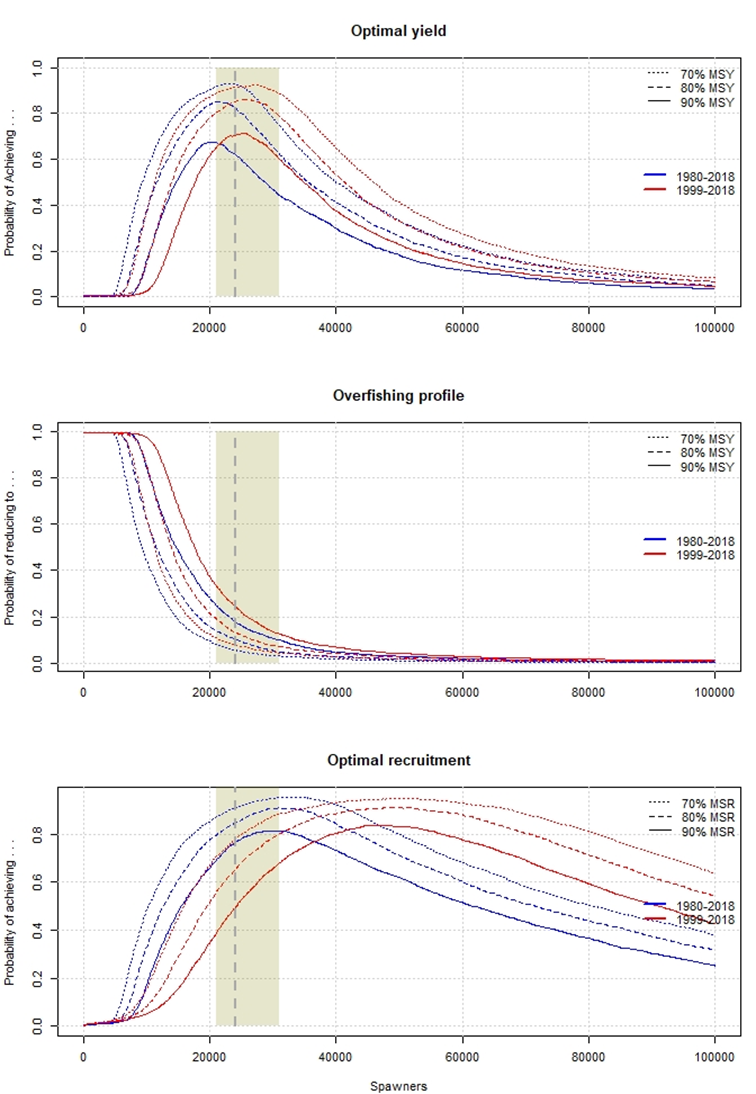 Optimal yield
Probability of Achieving . . .
1.0
0.8
0.6
0.4
0.2
0.0
70% MSY
80% MSY
90% MSY
1980-2018
1999-2018
0 20000 40000 60000 80000 100000
Overfishing profile
Probability of reducing to . . .
1.0
0.8
0.6
0.4
0.2
0.0
70% MSY
80% MSY
90% MSY
1980-2018
1999-2018
0 20000 40000 60000 80000 100000
Optimal recruitment
Probability of achieving . . .
0.8
0.6
0.4
0.2
0.0
70% MSR
80% MSR
90% MSR
1980-2018
1999-2018
0 20000 40000 60000 80000 100000
Spawners